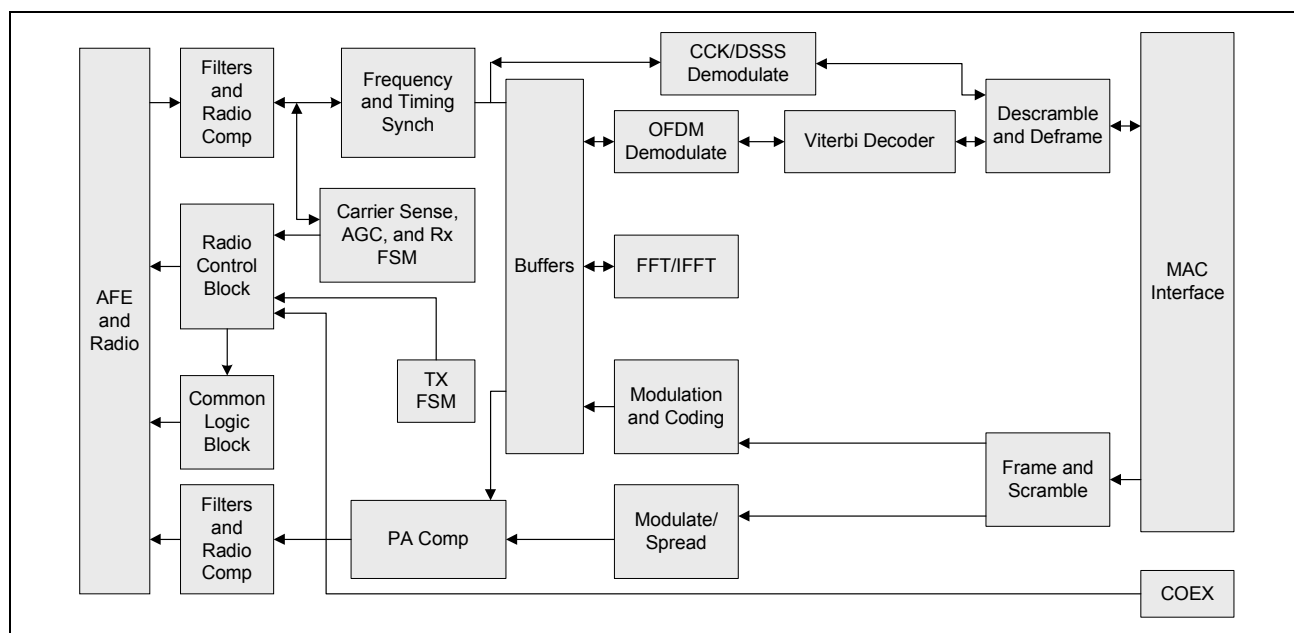 AFE
and
Radio
Filters
and
Radio
Comp
Frequency
and Timing
Synch
CCK/DSSS
Demodulate
OFDM
Demodulate
Viterbi Decoder
Descramble
and Deframe
MAC
Interface
Radio
Control
Block
Carrier Sense,
AGC, and Rx
FSM
Buffers
FFT/IFFT
Common
Logic
Block
TX
FSM
Modulation
and Coding
Frame and
Scramble
Filters
and
Radio
Comp
PA Comp
Modulate/
Spread
COEX